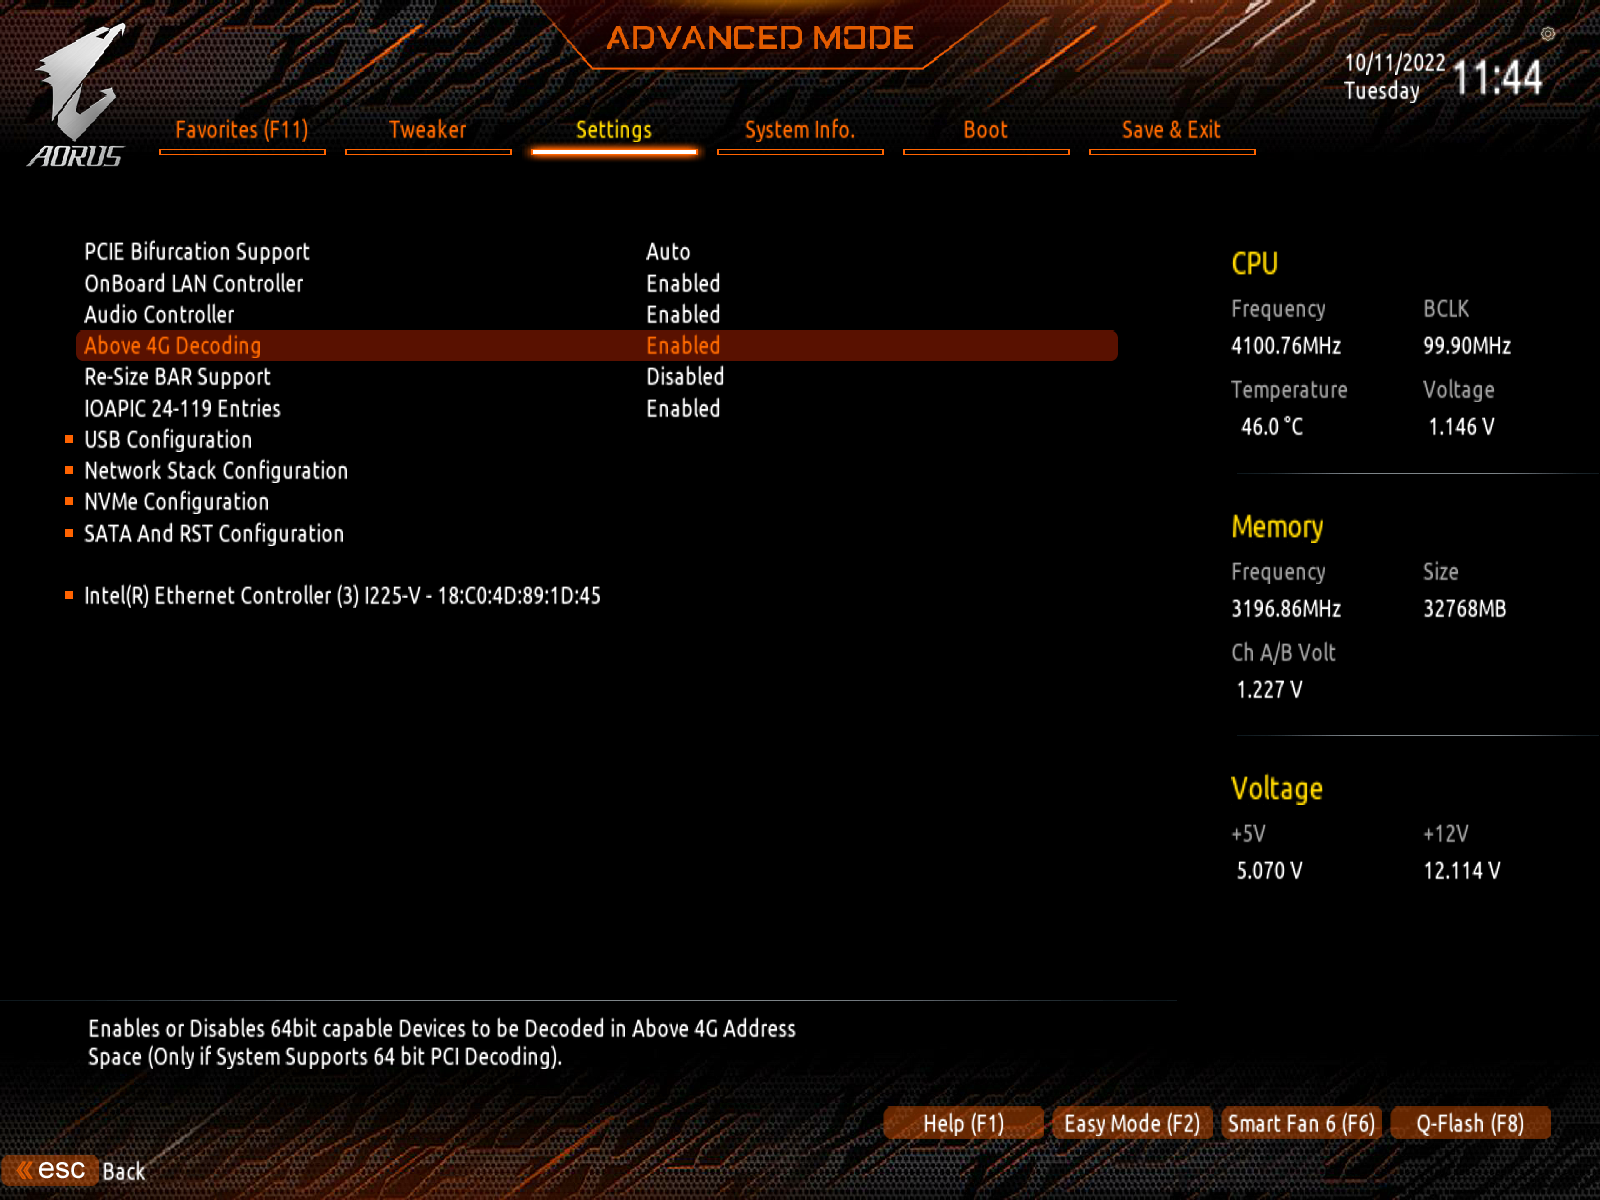 ADVANCED MODE
10/11/2022
Tuesday
11:44
AORUS
Favorites (F11) Tweaker Settings System Info. Boot Save & Exit
PCIE Bifurcation Support Auto
OnBoard LAN Controller Enabled
Audio Controller Enabled
Above 4G Decoding Enabled
Re-Size BAR Support Disabled
IOAPIC 24-119 Entries Enabled
USB Configuration
Network Stack Configuration
NVMe Configuration
SATA And RST Configuration
Intel(R) Ethernet Controller (3) I225-V - 18:C0:4D:89:1D:45
CPU
Frequency BCLK
4100.76MHz 99.90MHz
Temperature Voltage
46.0 °C 1.146 V
Memory
Frequency Size
3196.86MHz 32768MB
Ch A/B Volt
1.227 V
Voltage
+5V +12V
5.070 V 12.114 V
Enables or Disables 64bit capable Devices to be Decoded in Above 4G Address
Space (Only if System Supports 64 bit PCI Decoding).
Help (F1) Easy Mode (F2) Smart Fan 6 (F6) Q-Flash (F8)
esc Back